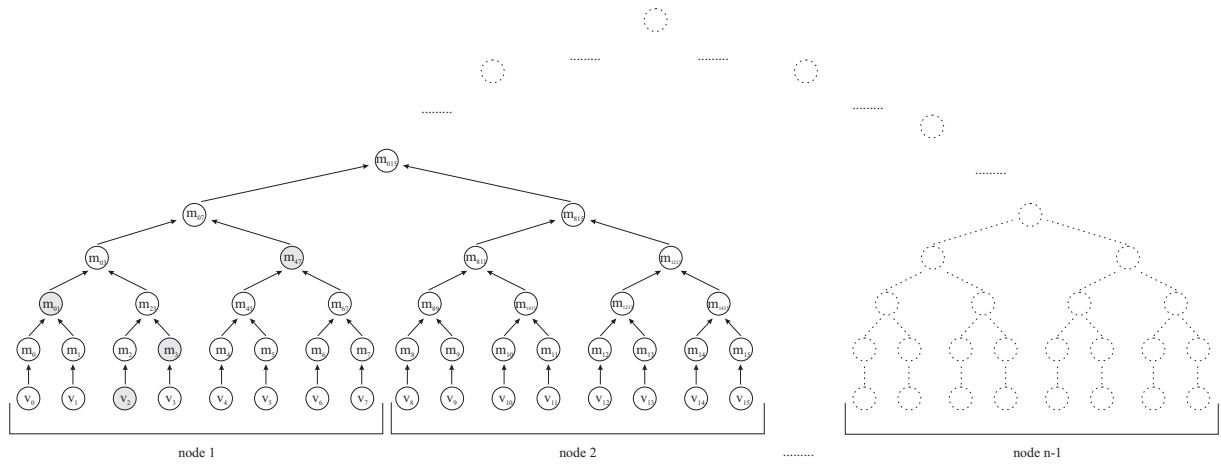 m015
m07 m815
m03 m47 m811 m1215
m01 m23 m45 m67 m89 m1011 m1213 m1415
m0 m1 m2 m3 m4 m5 m6 m7 m8 m9 m10 m11 m12 m13 m14 m15
v0 v1 v2 v3 v4 v5 v6 v7 v8 v9 v10 v11 v12 v13 v14 v15
node 1 node 2 ......... node n-1